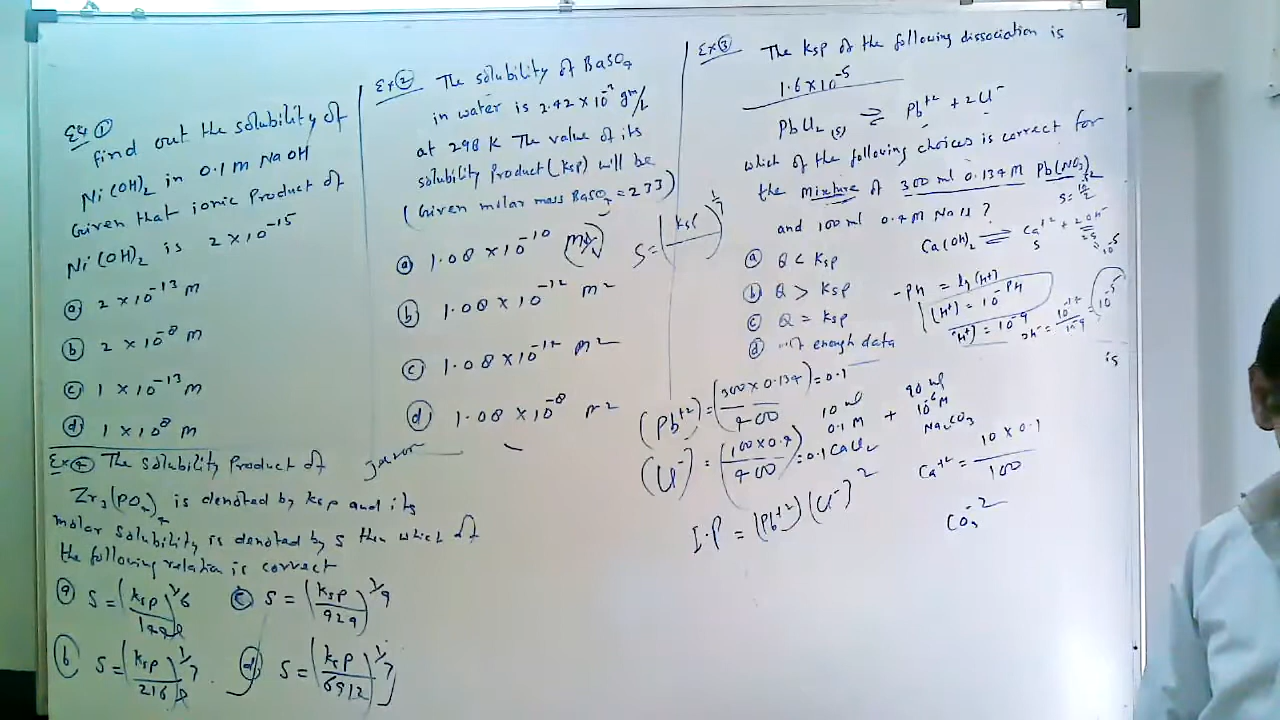 Ex ①
find out the solubility of
Ni(OH)₂ in 0.1 m NaOH
Given that ionic product of
Ni(OH)₂ is 2 × 10⁻¹⁵
ⓐ 2 × 10⁻¹³ m
ⓑ 2 × 10⁻⁸ m
ⓒ 1 × 10⁻¹³ m
ⓓ 1 × 10⁸ m
Ex ④ The solubility Product of
Zr₃(PO₄)₄ is denoted by ksp and its
molar solubility is denoted by s then which of
the following relation is correct
ⓐ S = (ksp/144)^1/6
ⓒ S = (ksp/929)^1/9
ⓑ S = (ksp/216)^1/7
ⓓ S = (ksp/6912)^1/7
Ex ② The solubility of BaSO₄
in water is 2.42 × 10⁻³ gm/L
at 298 K The value of its
solubility Product (ksp) will be
(Given molar mass BaSO₄ = 233)
ⓐ 1.08 × 10⁻¹⁰
ⓑ 1.08 × 10⁻¹² m²
ⓒ 1.08 × 10⁻¹⁴ m²
ⓓ 1.08 × 10⁻⁸ m²
Ex ③ The Ksp of the following dissociation is
1.6 × 10⁻⁵
PbCl₂ (s) ⇌ Pb⁺² + 2Cl⁻
which of the following choices is correct for
the mixture of 300 ml 0.134 M Pb(NO₃)₂
and 100 ml 0.4 M NaCl ?
ⓐ Q < Ksp
ⓑ Q > Ksp
ⓒ Q = Ksp
ⓓ not enough data
Ca(OH)₂ ⇌ Ca⁺² + 2OH⁻
-PH = log (H⁺)
(H⁺) = 10⁻ᴾᴴ
(H⁺) = 10⁻⁹
is
(Pb⁺²) = (300 × 0.134 / 400) = 0.1
(Cl⁻) = (100 × 0.4 / 400) = 0.1
I.P = (Pb⁺²) (Cl⁻)²
10 ml
0.1 M
CaCl₂
+
90 ml
10⁻⁶ M
Na₂CO₃
Ca⁺² = 10 × 0.1 / 100
CO₃⁻²